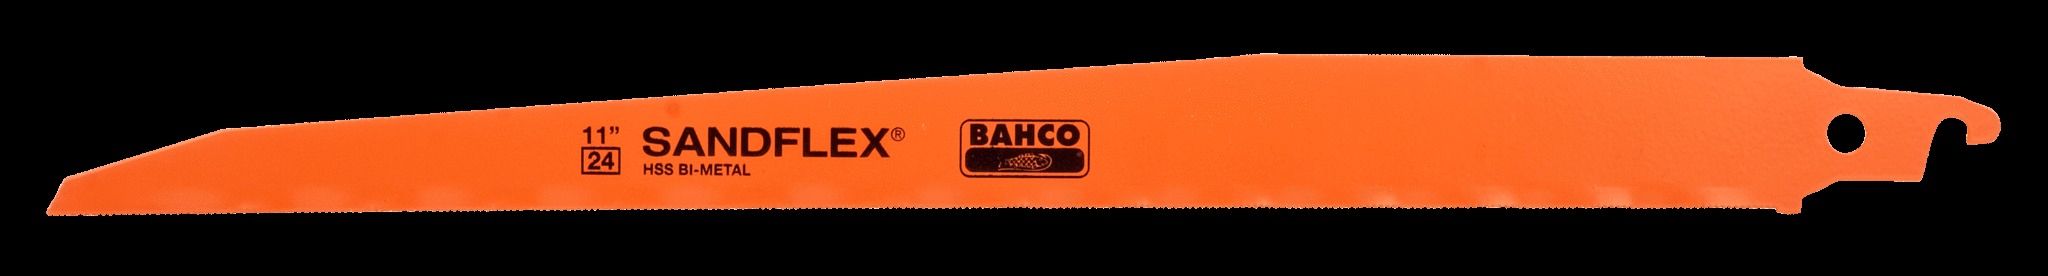 11”
24
SANDFLEX®
HSS BI-METAL
BAHCO